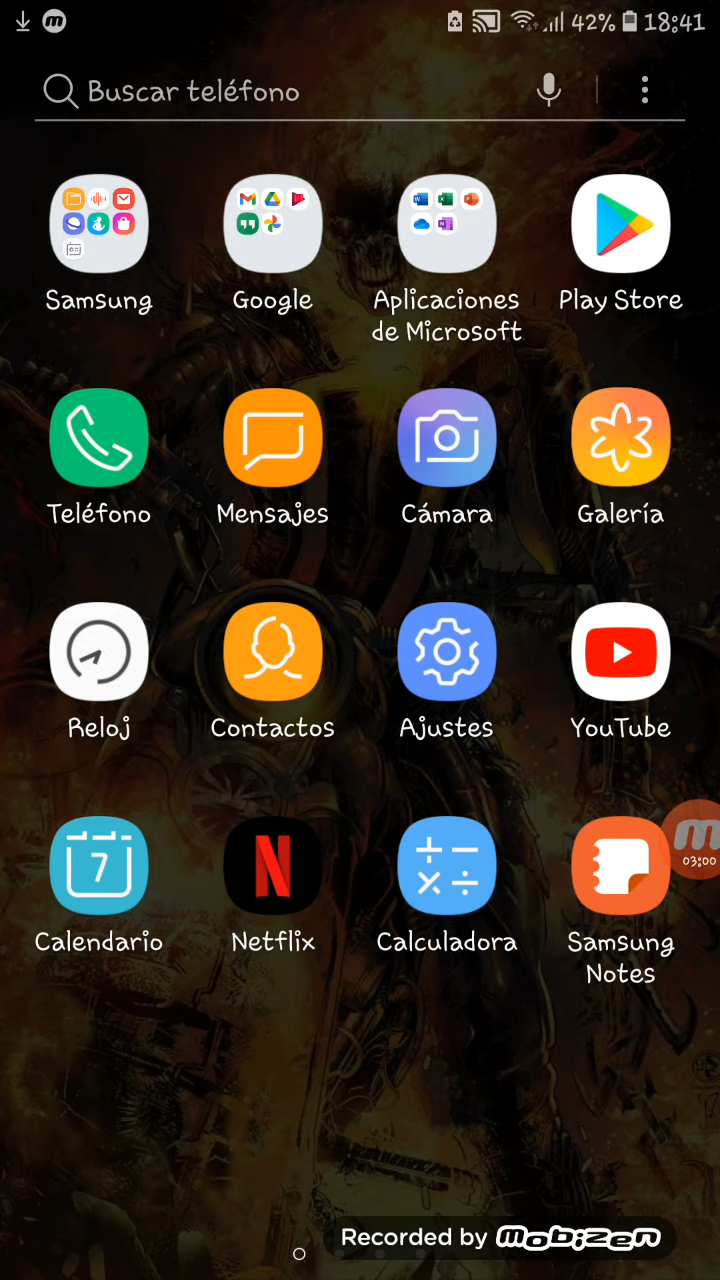 42% 18:41
Buscar teléfono
Samsung Google Aplicaciones de Microsoft Play Store
Teléfono Mensajes Cámara Galería
Reloj Contactos Ajustes YouTube
03:00
7
Calendario Netflix Calculadora Samsung Notes
Recorded by Mobizen